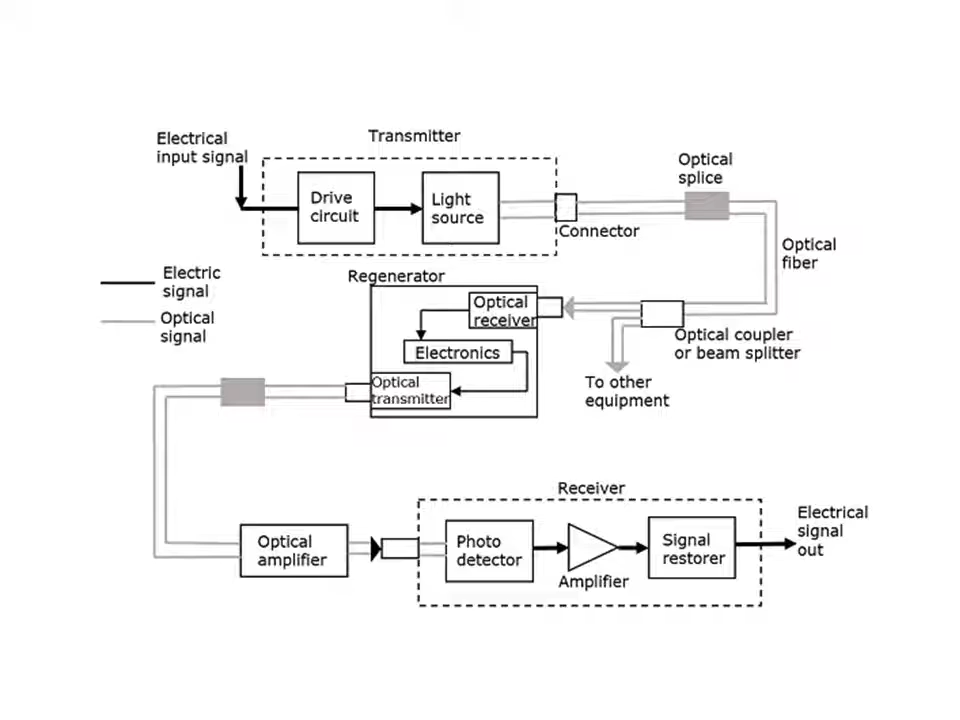 Electrical
input signal
Transmitter
Drive
circuit
Light
source
Connector
Optical
splice
Optical
fiber
Electric
signal
Optical
signal
Regenerator
Optical
receiver
Electronics
Optical
transmitter
Optical coupler
or beam splitter
To other
equipment
Optical
amplifier
Receiver
Photo
detector
Amplifier
Signal
restorer
Electrical
signal
out